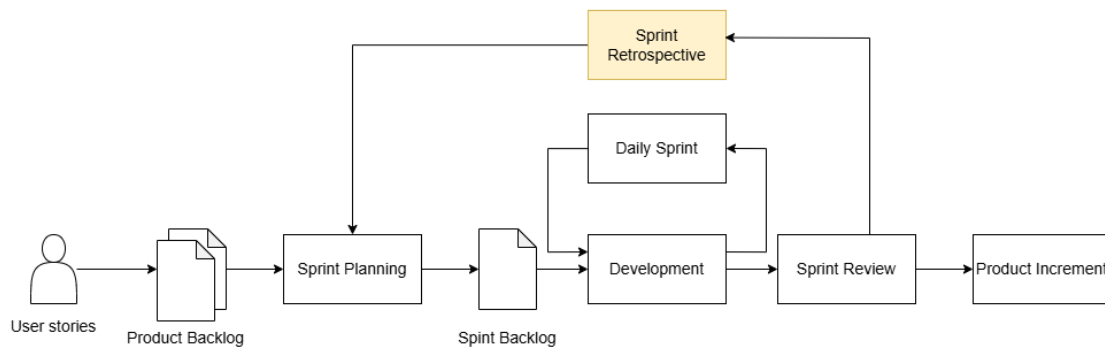 Sprint
Retrospective
Daily Sprint
Sprint Planning
Development
Sprint Review
Product Increment
User stories
Product Backlog
Spint Backlog